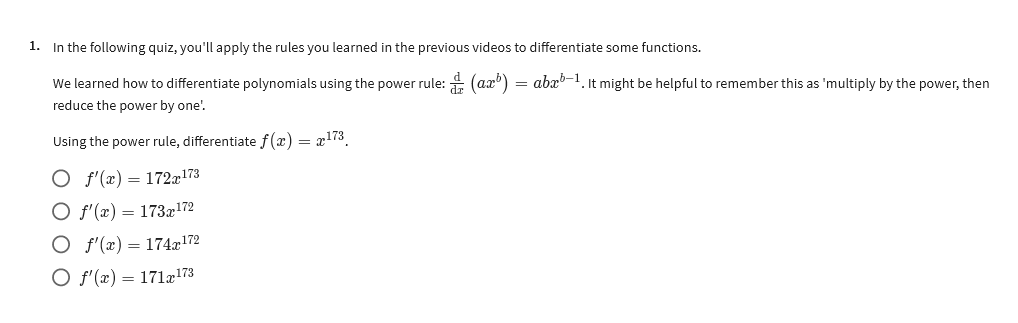 1. In the following quiz, you'll apply the rules you learned in the previous videos to differentiate some functions.
We learned how to differentiate polynomials using the power rule: $\frac{\mathrm{d}}{\mathrm{d}x}(ax^b) = abx^{b-1}$. It might be helpful to remember this as 'multiply by the power, then
reduce the power by one'.
Using the power rule, differentiate $f(x) = x^{173}$.
$f'(x) = 172x^{173}$
$f'(x) = 173x^{172}$
$f'(x) = 174x^{172}$
$f'(x) = 171x^{173}$